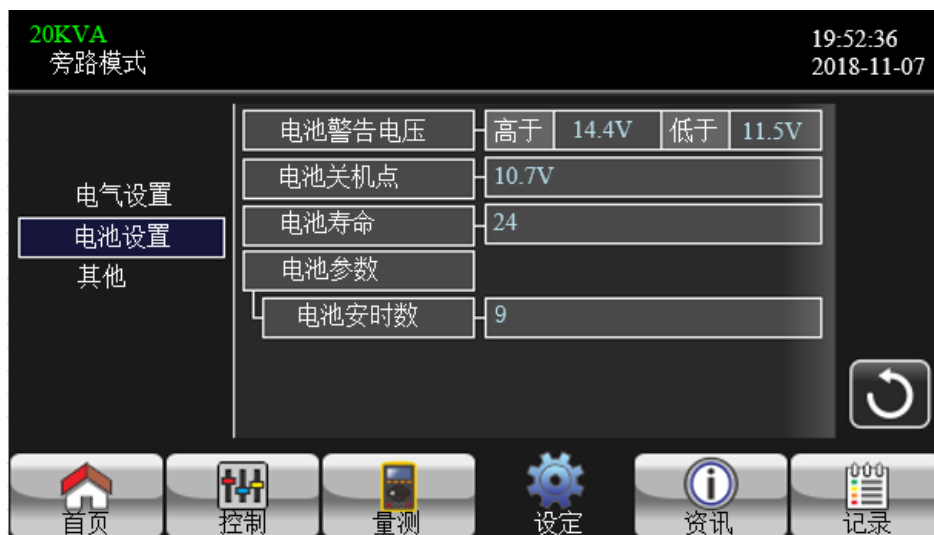 20KVA
旁路模式
19:52:36
2018-11-07
电气设置
电池设置
其他
电池警告电压 高于 14.4V 低于 11.5V
电池关机点 10.7V
电池寿命 24
电池参数
电池安时数 9
首页 控制 量测 设定 资讯 记录